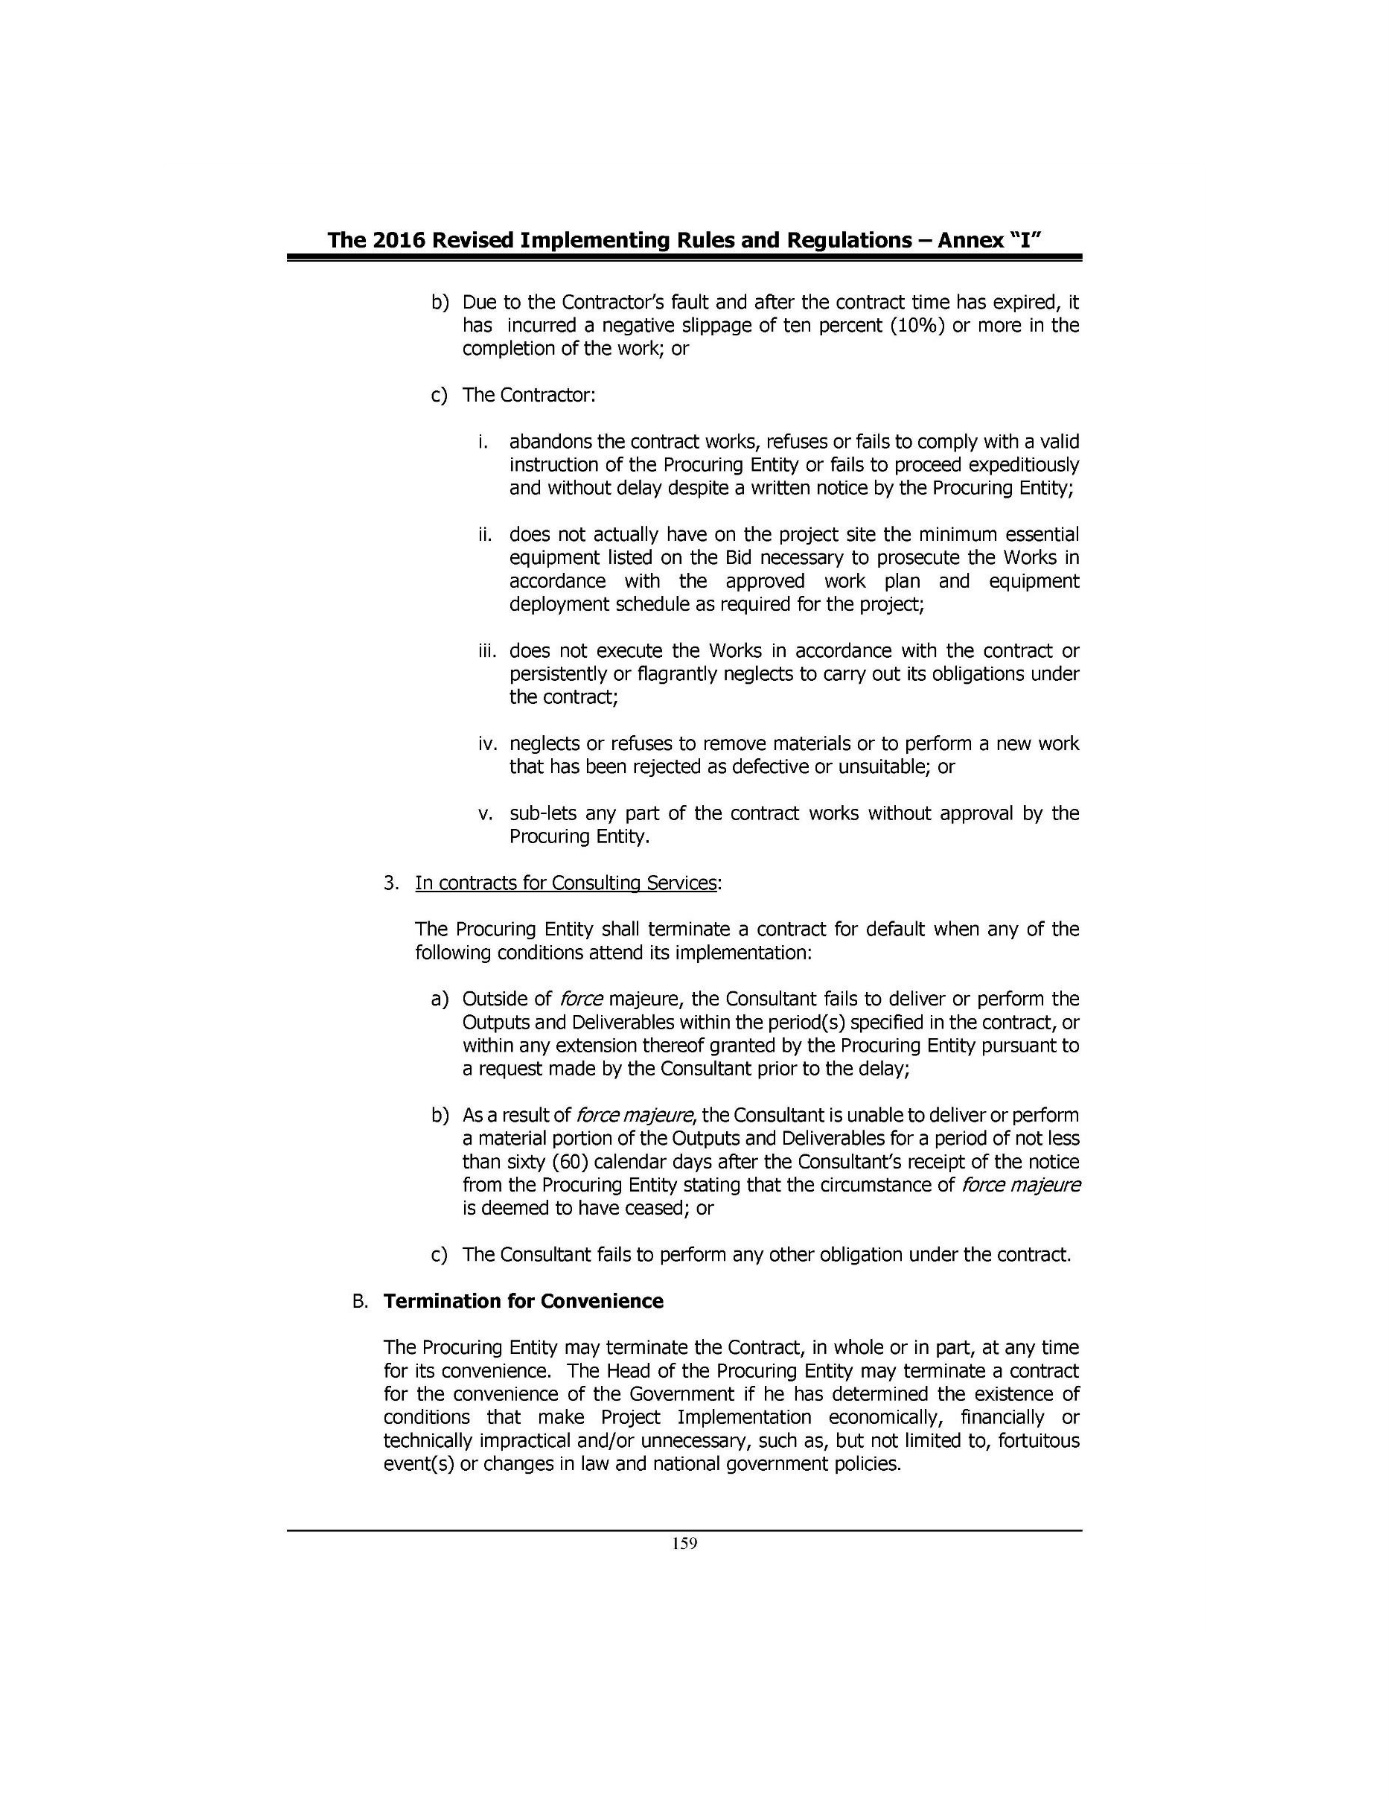 The 2016 Revised Implementing Rules and Regulations – Annex “I”
b) Due to the Contractor’s fault and after the contract time has expired, it
has incurred a negative slippage of ten percent (10%) or more in the
completion of the work; or
c) The Contractor:
i. abandons the contract works, refuses or fails to comply with a valid
instruction of the Procuring Entity or fails to proceed expeditiously
and without delay despite a written notice by the Procuring Entity;
ii. does not actually have on the project site the minimum essential
equipment listed on the Bid necessary to prosecute the Works in
accordance with the approved work plan and equipment
deployment schedule as required for the project;
iii. does not execute the Works in accordance with the contract or
persistently or flagrantly neglects to carry out its obligations under
the contract;
iv. neglects or refuses to remove materials or to perform a new work
that has been rejected as defective or unsuitable; or
v. sub-lets any part of the contract works without approval by the
Procuring Entity.
3. In contracts for Consulting Services:
The Procuring Entity shall terminate a contract for default when any of the
following conditions attend its implementation:
a) Outside of force majeure, the Consultant fails to deliver or perform the
Outputs and Deliverables within the period(s) specified in the contract, or
within any extension thereof granted by the Procuring Entity pursuant to
a request made by the Consultant prior to the delay;
b) As a result of force majeure, the Consultant is unable to deliver or perform
a material portion of the Outputs and Deliverables for a period of not less
than sixty (60) calendar days after the Consultant’s receipt of the notice
from the Procuring Entity stating that the circumstance of force majeure
is deemed to have ceased; or
c) The Consultant fails to perform any other obligation under the contract.
B. Termination for Convenience
The Procuring Entity may terminate the Contract, in whole or in part, at any time
for its convenience. The Head of the Procuring Entity may terminate a contract
for the convenience of the Government if he has determined the existence of
conditions that make Project Implementation economically, financially or
technically impractical and/or unnecessary, such as, but not limited to, fortuitous
event(s) or changes in law and national government policies.
159